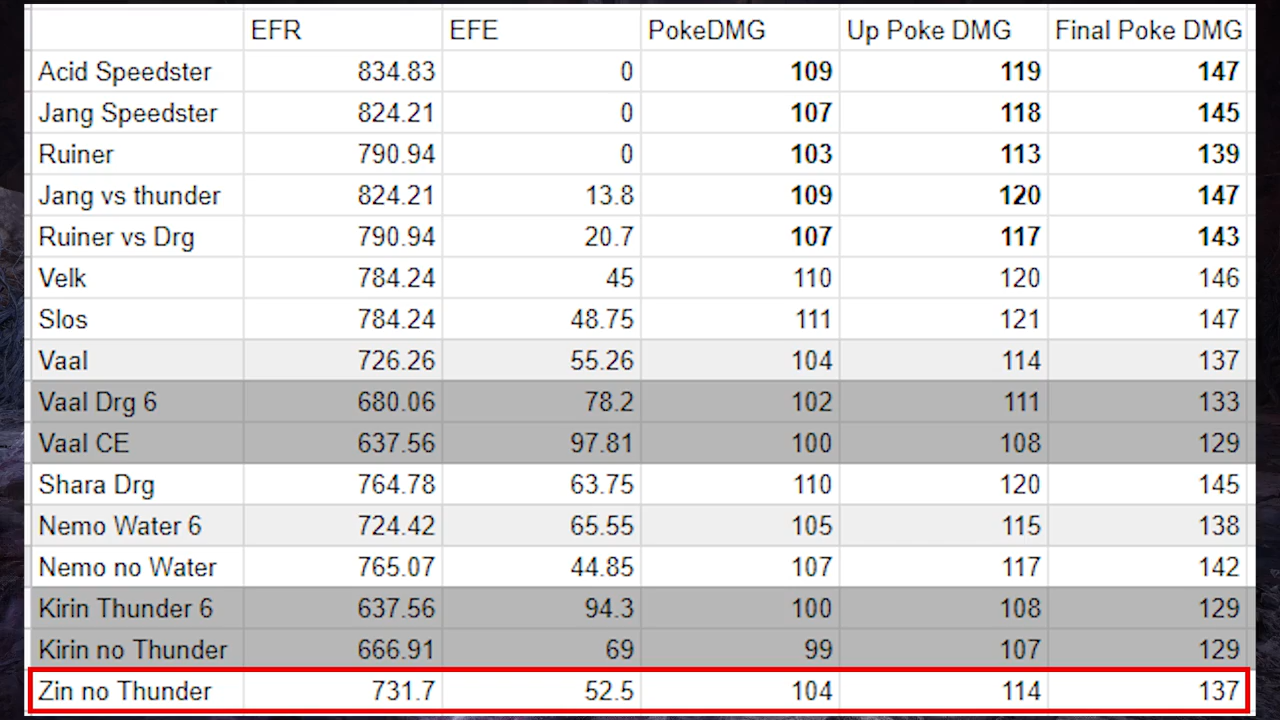 EFR EFE PokeDMG Up Poke DMG Final Poke DMG
Acid Speedster 834.83 0 109 119 147
Jang Speedster 824.21 0 107 118 145
Ruiner 790.94 0 103 113 139
Jang vs thunder 824.21 13.8 109 120 147
Ruiner vs Drg 790.94 20.7 107 117 143
Velk 784.24 45 110 120 146
Slos 784.24 48.75 111 121 147
Vaal 726.26 55.26 104 114 137
Vaal Drg 6 680.06 78.2 102 111 133
Vaal CE 637.56 97.81 100 108 129
Shara Drg 764.78 63.75 110 120 145
Nemo Water 6 724.42 65.55 105 115 138
Nemo no Water 765.07 44.85 107 117 142
Kirin Thunder 6 637.56 94.3 100 108 129
Kirin no Thunder 666.91 69 99 107 129
Zin no Thunder 731.7 52.5 104 114 137